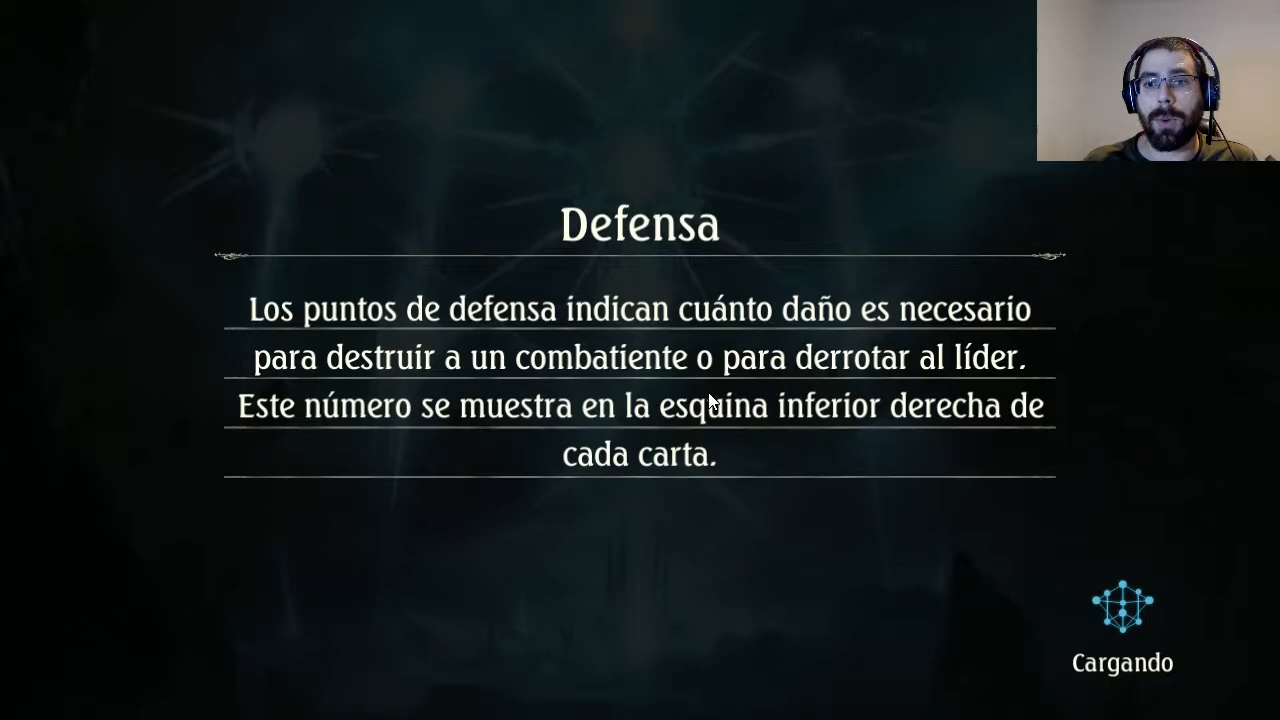 Defensa
Los puntos de defensa indican cuánto daño es necesario
para destruir a un combatiente o para derrotar al líder.
Este número se muestra en la esquina inferior derecha de
cada carta.
Cargando